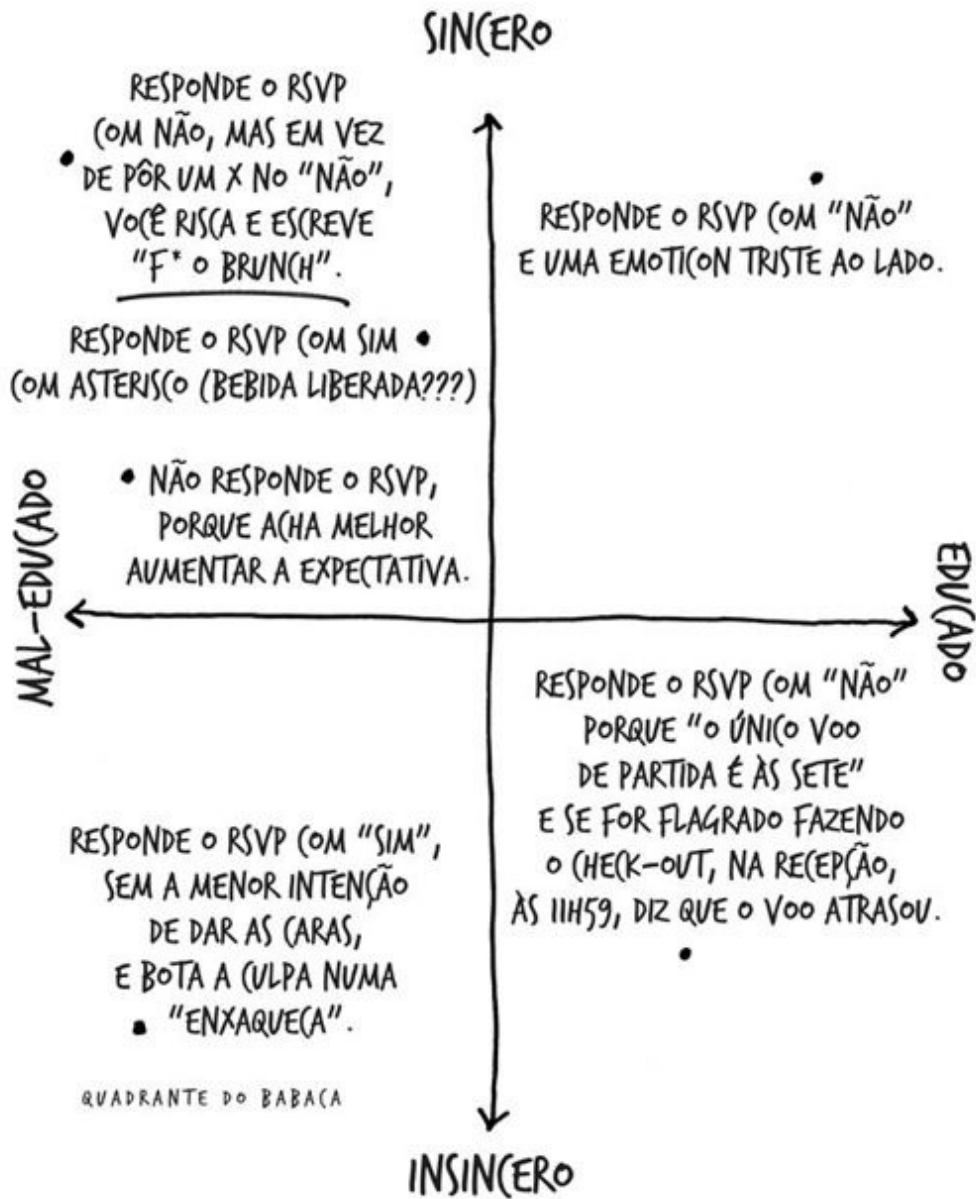 SINCERO
RESPONDE O RSVP
COM NÃO, MAS EM VEZ
DE PÔR UM X NO "NÃO",
VOCÊ RISCA E ESCREVE
"F* O BRUNCH".
RESPONDE O RSVP COM "NÃO"
E UMA EMOTICON TRISTE AO LADO.
RESPONDE O RSVP COM SIM
COM ASTERISCO (BEBIDA LIBERADA???)
NÃO RESPONDE O RSVP,
PORQUE ACHA MELHOR
AUMENTAR A EXPECTATIVA.
MAL-EDUCADO
EDUCADO
RESPONDE O RSVP COM "NÃO"
PORQUE "O ÚNICO VOO
DE PARTIDA É ÀS SETE"
E SE FOR FLAGRADO FAZENDO
O CHECK-OUT, NA RECEPÇÃO,
ÀS 11H59, DIZ QUE O VOO ATRASOU.
RESPONDE O RSVP COM "SIM",
SEM A MENOR INTENÇÃO
DE DAR AS CARAS,
E BOTA A CULPA NUMA
"ENXAQUECA".
QUADRANTE DO BABACA
INSINCERO